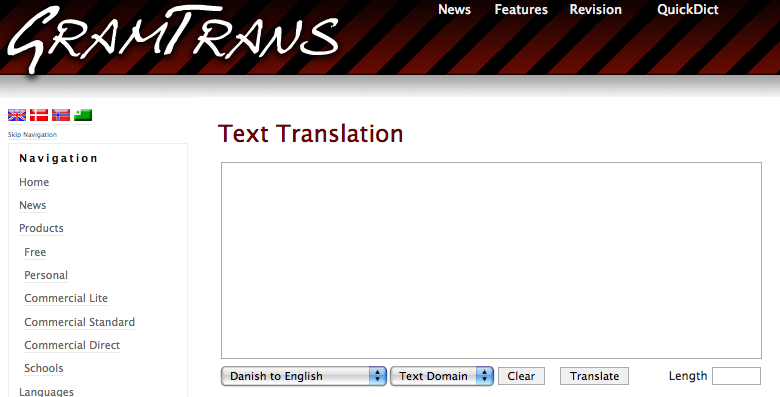 GRAMTRANS
News Features Revision QuickDict
Skip Navigation
Navigation
Home
News
Products
Free
Personal
Commercial Lite
Commercial Standard
Commercial Direct
Schools
Languages
Text Translation
Danish to English Text Domain Clear Translate Length